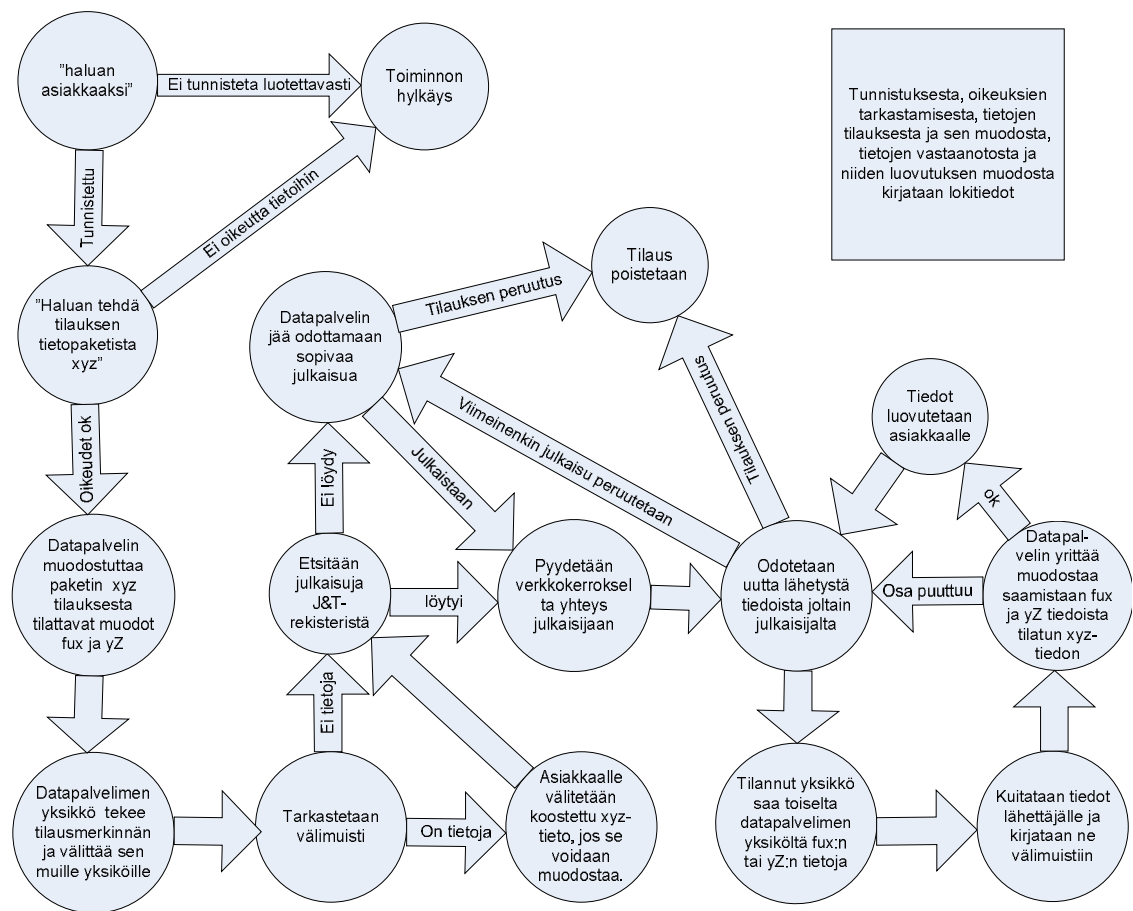 ”haluan
asiakkaaksi”
Ei tunnisteta luotettavasti
Toiminnon
hylkäys
Tunnistuksesta, oikeuksien
tarkastamisesta, tietojen
tilauksesta ja sen muodosta,
tietojen vastaanotosta ja
niiden luovutuksen muodosta
kirjataan lokitiedot
Tunnistettu
Ei oikeutta tietoihin
”Haluan tehdä
tilauksen
tietopaketista
xyz”
Oikeudet ok
Datapalvelin
jää odottamaan
sopivaa
julkaisua
Tilauksen peruutus
Tilaus
poistetaan
Tilauksen peruutus
Viimeinenkin julkaisu peruutetaan
Julkaistaan
Ei löydy
Tiedot
luovutetaan
asiakkaalle
ok
Datapalvelin
muodostuttaa
paketin xyz
tilauksesta
tilattavat muodot
fux ja yZ
Etsitään
julkaisuja
J&T-
rekisteristä
löytyi
Pyydetään
verkkokerroksel
ta yhteys
julkaisijaan
Odotetaan
uutta lähetystä
tiedoista joltain
julkaisijalta
Osa puuttuu
Datapal-
velin yrittää
muodostaa
saamistaan fux
ja yZ tiedoista
tilatun xyz-
tiedon
Ei tietoja
Datapalvelimen
yksikkö tekee
tilausmerkinnän
ja välittää sen
muille yksiköille
Tarkastetaan
välimuisti
On tietoja
Asiakkaalle
välitetään
koostettu xyz-
tieto, jos se
voidaan
muodostaa.
Tilannut yksikkö
saa toiselta
datapalvelimen
yksiköltä fux:n
tai yZ:n tietoja
Kuitataan tiedot
lähettäjälle ja
kirjataan ne
välimuistiin